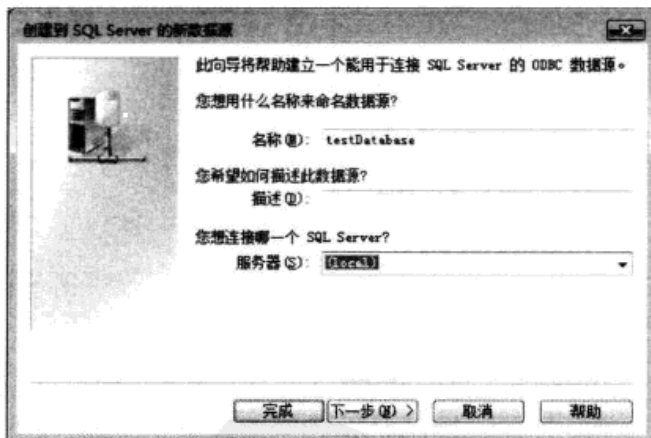 创建到 SQL Server 的新数据源
此向导将帮助建立一个能用于连接 SQL Server 的 ODBC 数据源。
您想用什么名称来命名数据源?
名称(M): testDatabase
您希望如何描述此数据源?
描述(D):
您想连接哪一个 SQL Server?
服务器(S): (local)
完成 下一步(N) > 取消 帮助